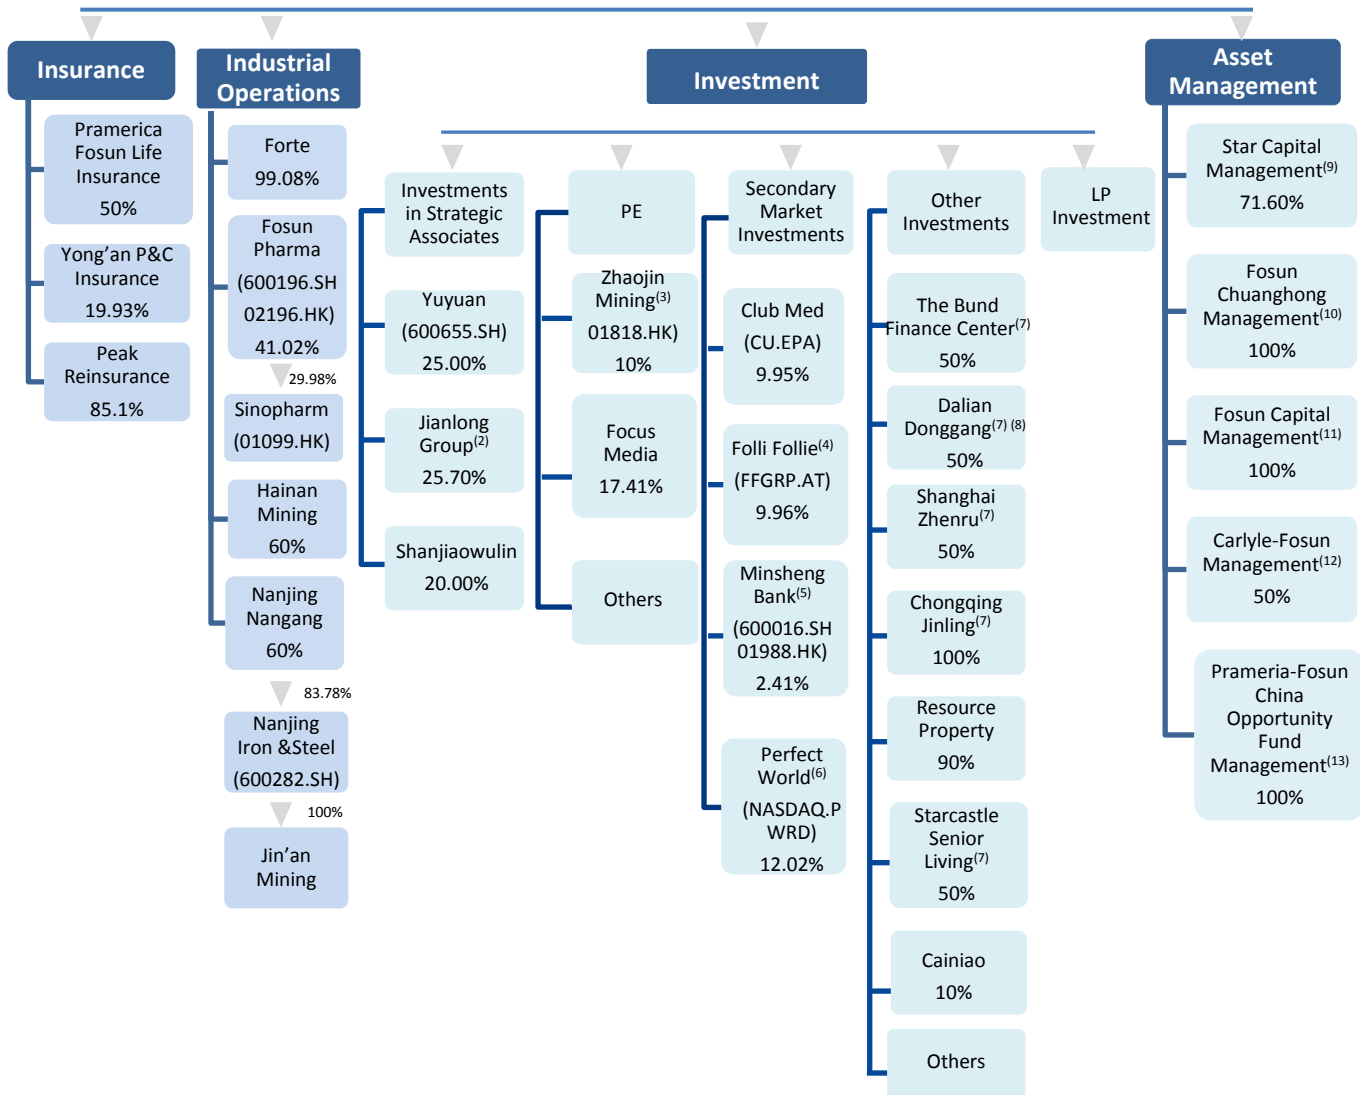 Insurance
Pramerica
Fosun Life
Insurance
50%
Yong’an P&C
Insurance
19.93%
Peak
Reinsurance
85.1%
Industrial
Operations
Forte
99.08%
Fosun
Pharma
(600196.SH
02196.HK)
41.02%
29.98%
Sinopharm
(01099.HK)
Hainan
Mining
60%
Nanjing
Nangang
60%
83.78%
Nanjing
Iron &Steel
(600282.SH)
100%
Jin’an
Mining
Investment
Investments
in Strategic
Associates
Yuyuan
(600655.SH)
25.00%
Jianlong
Group(2)
25.70%
Shanjiaowulin
20.00%
PE
Zhaojin
Mining(3)
01818.HK)
10%
Focus
Media
17.41%
Others
Secondary
Market
Investments
Club Med
(CU.EPA)
9.95%
Folli Follie(4)
(FFGRP.AT)
9.96%
Minsheng
Bank(5)
(600016.SH
01988.HK)
2.41%
Perfect
World(6)
(NASDAQ.P
WRD)
12.02%
Other
Investments
The Bund
Finance Center(7)
50%
Dalian
Donggang(7) (8)
50%
Shanghai
Zhenru(7)
50%
Chongqing
Jinling(7)
100%
Resource
Property
90%
Starcastle
Senior
Living(7)
50%
Cainiao
10%
Others
LP
Investment
Asset
Management
Star Capital
Management(9)
71.60%
Fosun
Chuanghong
Management(10)
100%
Fosun Capital
Management(11)
100%
Carlyle-Fosun
Management(12)
50%
Prameria-Fosun
China
Opportunity
Fund
Management(13)
100%